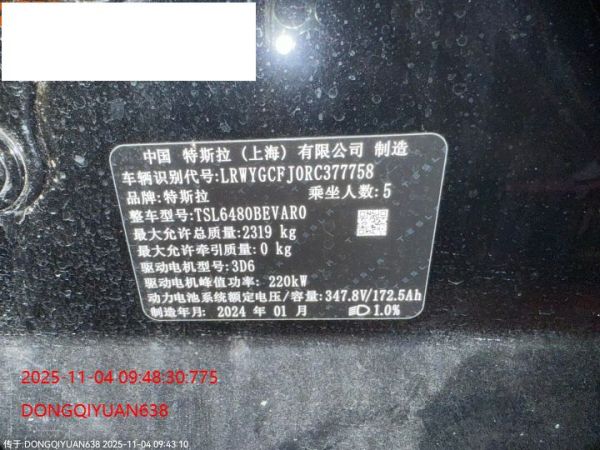 中国 特斯拉 (上海) 有限公司 制造
车辆识别代号:LRWYGCFJ0RC377758
品牌:特斯拉 乘坐人数:5
整车型号:TSL6480BEVAR0
最大允许总质量:2319 kg
最大允许牵引质量:0 kg
驱动电机型号:3D6
驱动电机峰值功率: 220kW
动力电池系统额定电压/容量:347.8V/172.5Ah
制造年月: 2024 年 01 月 1.0%
2025-11-04 09:48:30:775
DONGQIYUAN638
传于:DONGQIYUAN638 2025-11-04 09:43:10